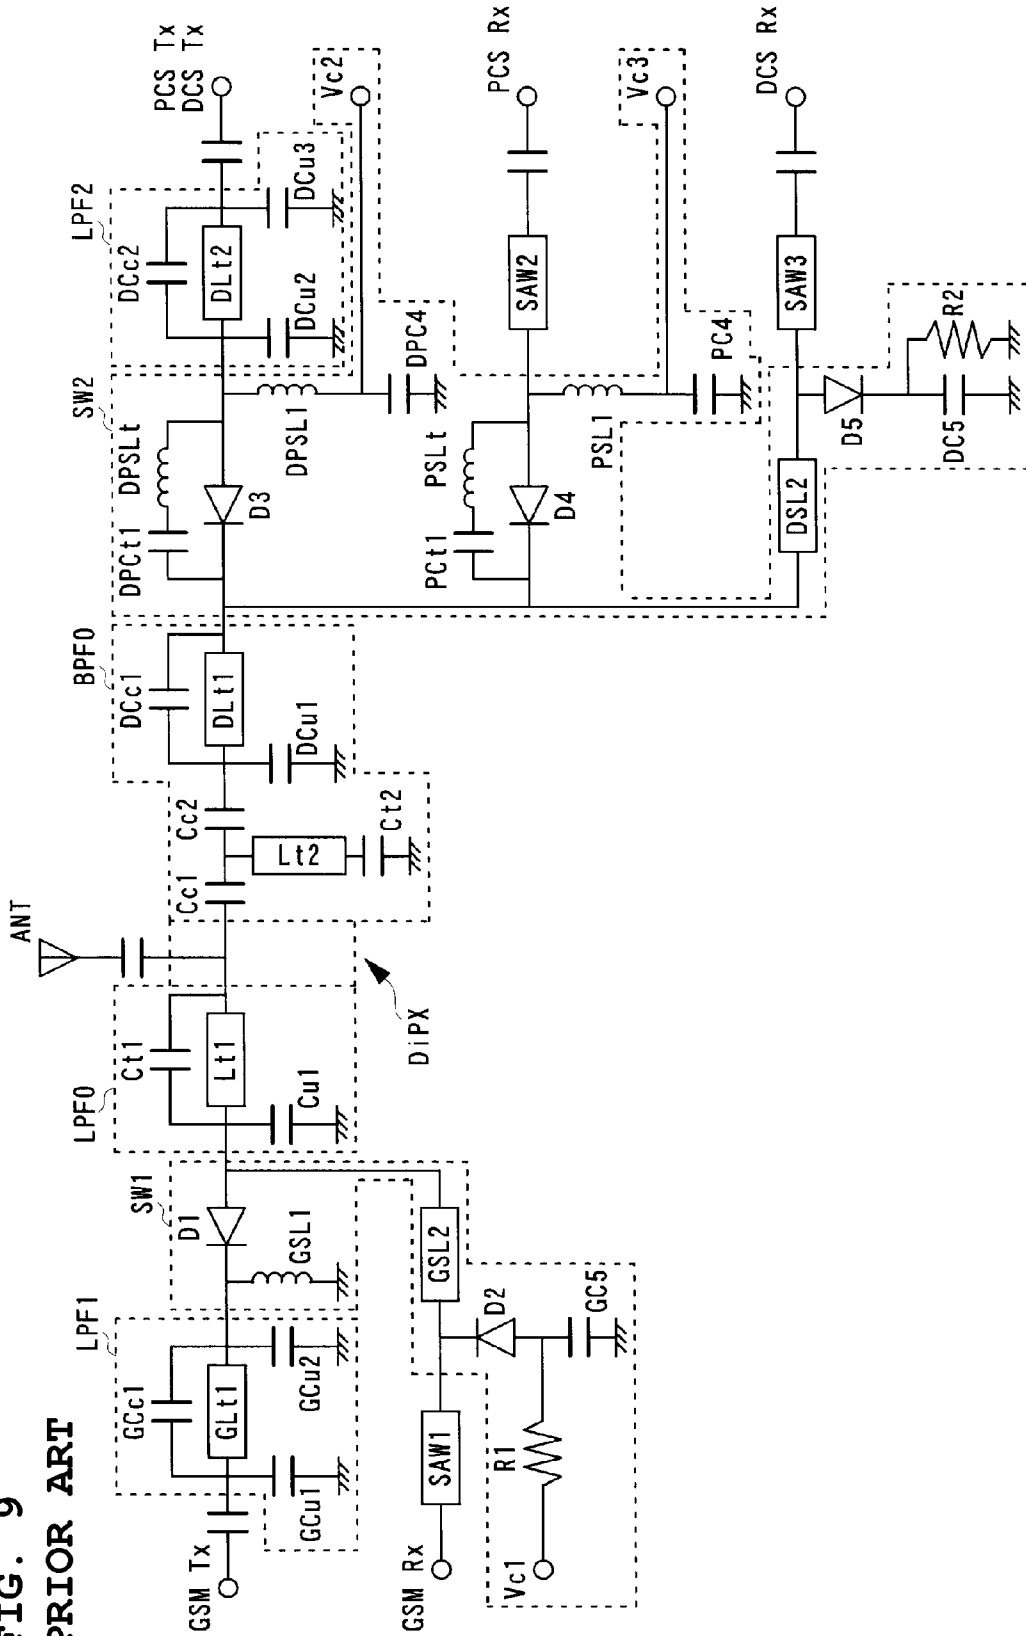 FIG. 9
PRIOR ART
GSM Tx
GCu1
GCc1
GLt1
GCu2
LPF1
SW1
D1
GSL1
GSM Rx
SAW1
GSL2
D2
GC5
R1
Vc1
LPF0
Ct1
Lt1
Cu1
ANT
DiPX
Cc1
Cc2
Lt2
Ct2
BPF0
DCc1
DLt1
DCu1
SW2
DPCt1
DPSLt
D3
DPSL1
DPC4
LPF2
DCc2
DLt2
DCu2
DCu3
PCS Tx
DCS Tx
Vc2
PCt1
PSLt
D4
PSL1
PC4
SAW2
PCS Rx
Vc3
DSL2
D5
DC5
R2
SAW3
DCS Rx